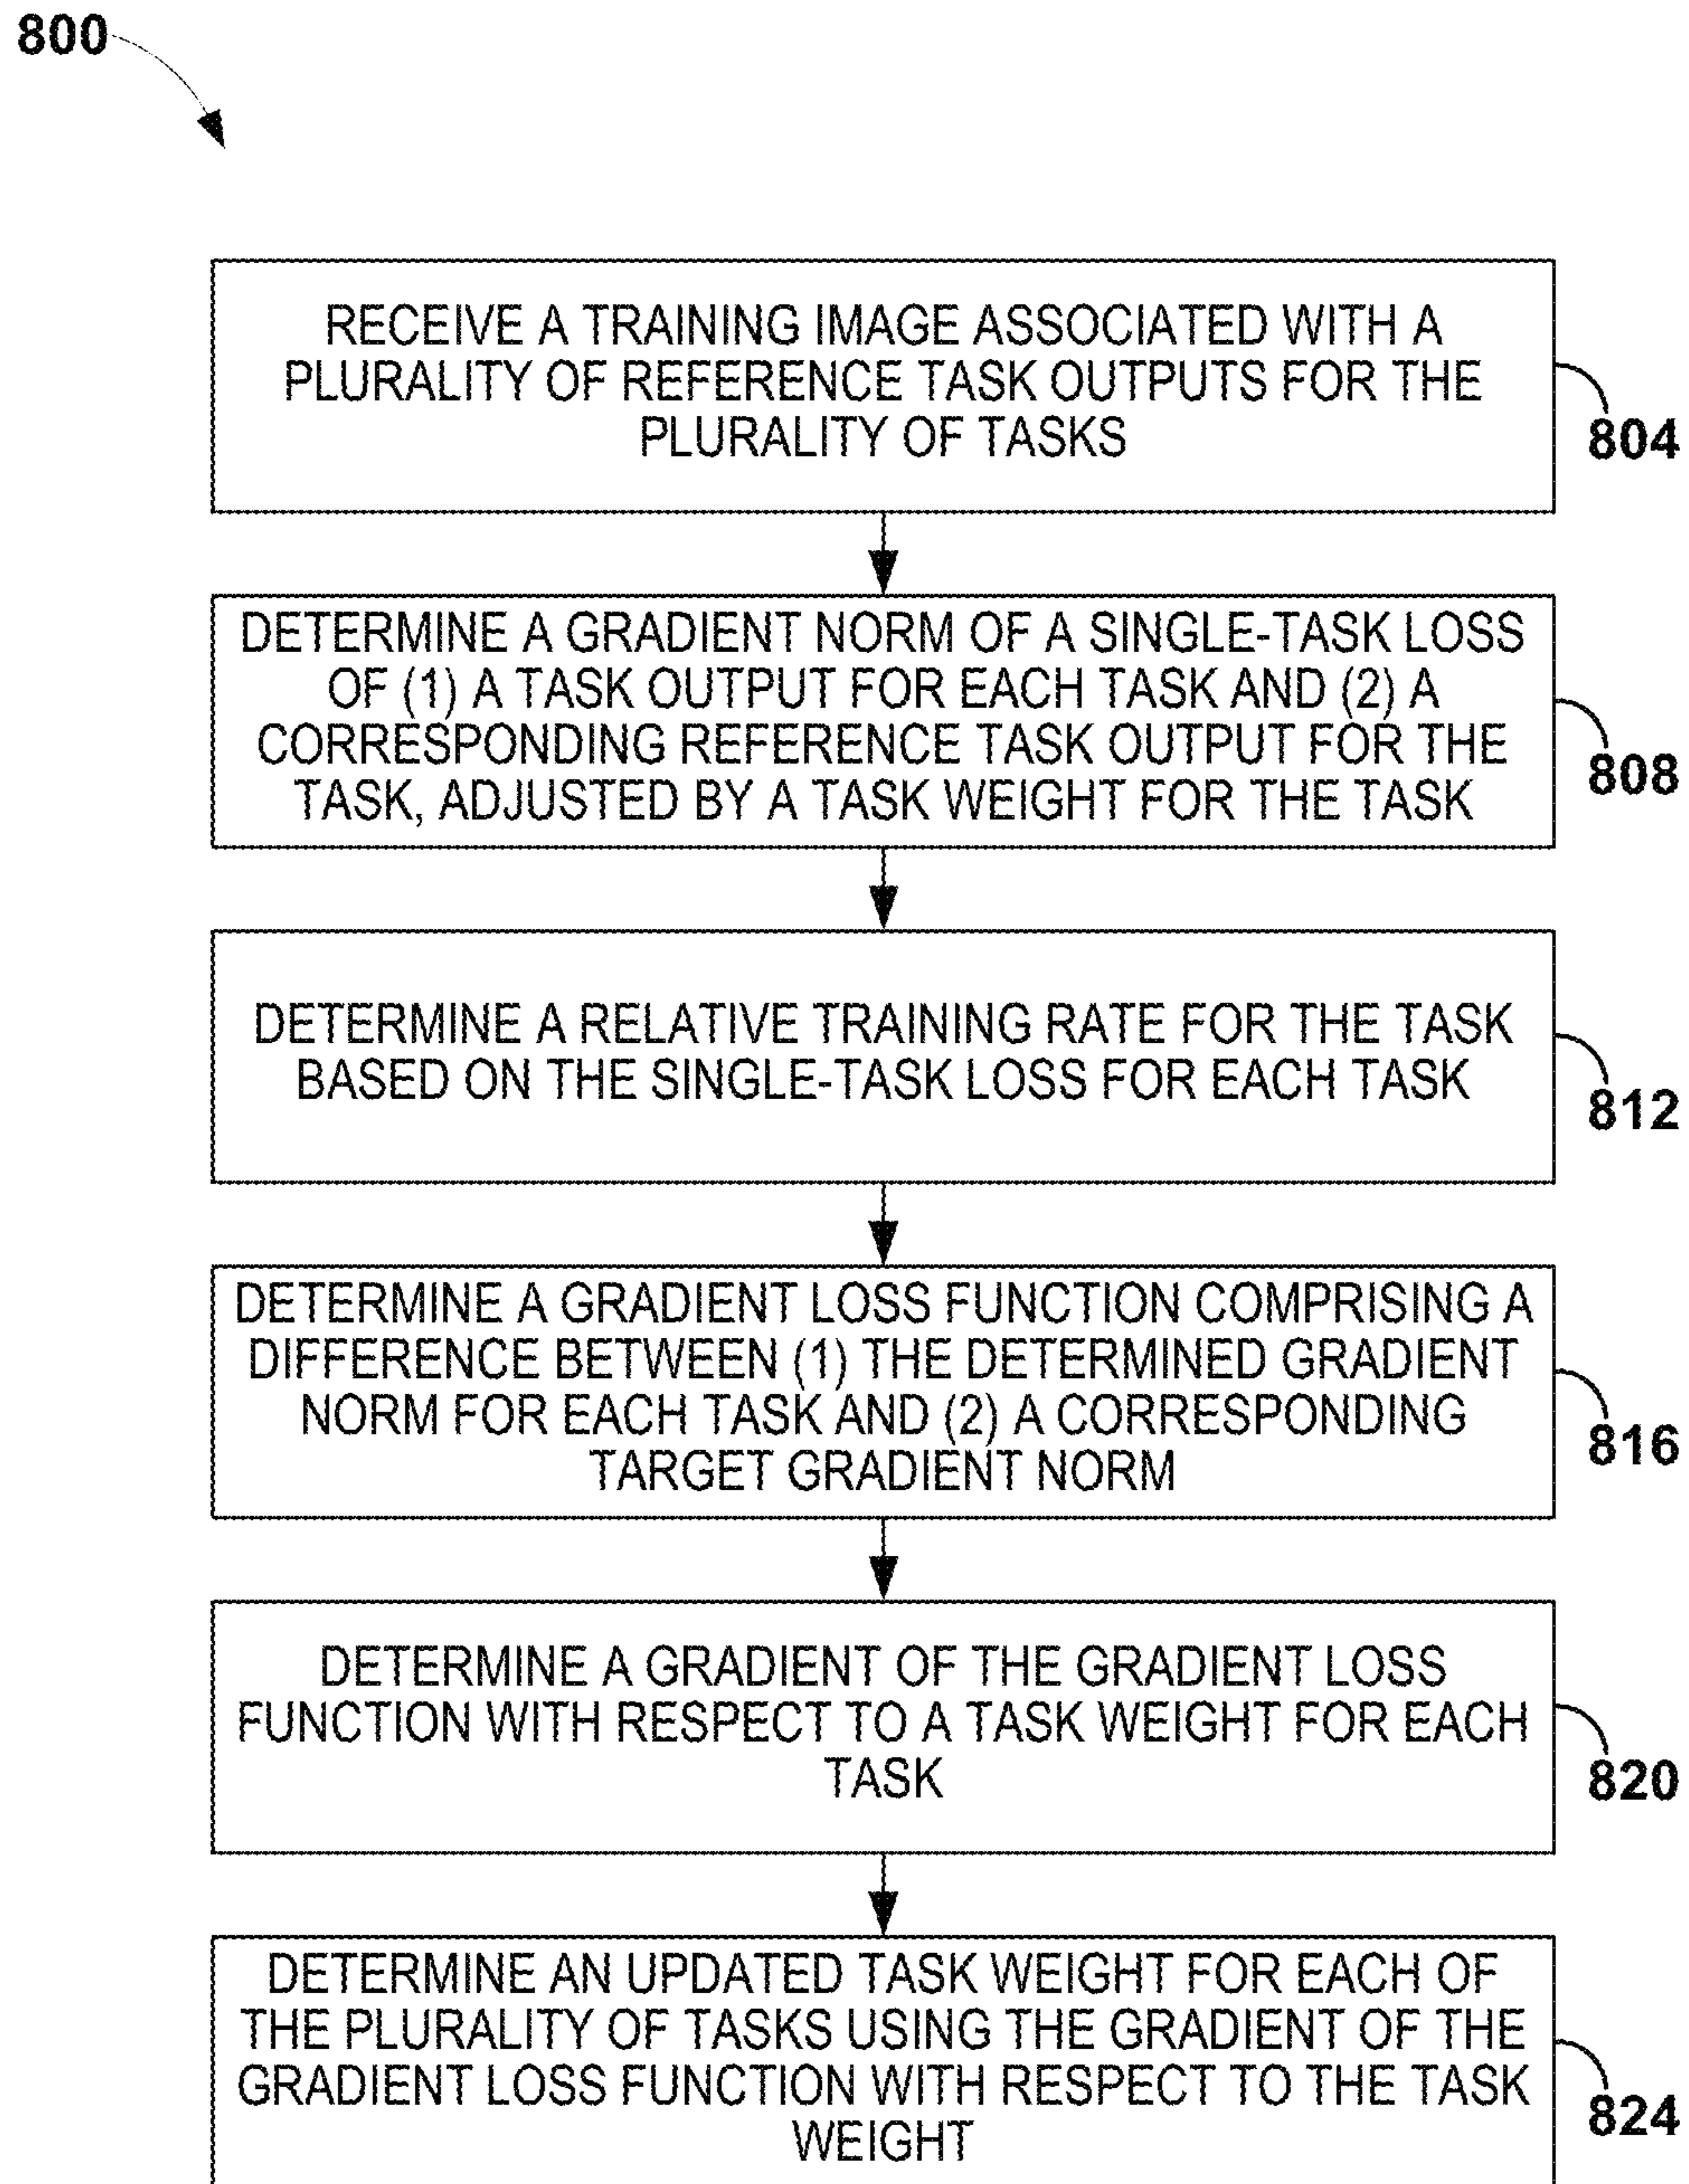 800
RECEIVE A TRAINING IMAGE ASSOCIATED WITH A
PLURALITY OF REFERENCE TASK OUTPUTS FOR THE
PLURALITY OF TASKS
804
DETERMINE A GRADIENT NORM OF A SINGLE-TASK LOSS
OF (1) A TASK OUTPUT FOR EACH TASK AND (2) A
CORRESPONDING REFERENCE TASK OUTPUT FOR THE
TASK, ADJUSTED BY A TASK WEIGHT FOR THE TASK
808
DETERMINE A RELATIVE TRAINING RATE FOR THE TASK
BASED ON THE SINGLE-TASK LOSS FOR EACH TASK
812
DETERMINE A GRADIENT LOSS FUNCTION COMPRISING A
DIFFERENCE BETWEEN (1) THE DETERMINED GRADIENT
NORM FOR EACH TASK AND (2) A CORRESPONDING
TARGET GRADIENT NORM
816
DETERMINE A GRADIENT OF THE GRADIENT LOSS
FUNCTION WITH RESPECT TO A TASK WEIGHT FOR EACH
TASK
820
DETERMINE AN UPDATED TASK WEIGHT FOR EACH OF
THE PLURALITY OF TASKS USING THE GRADIENT OF THE
GRADIENT LOSS FUNCTION WITH RESPECT TO THE TASK
WEIGHT
824